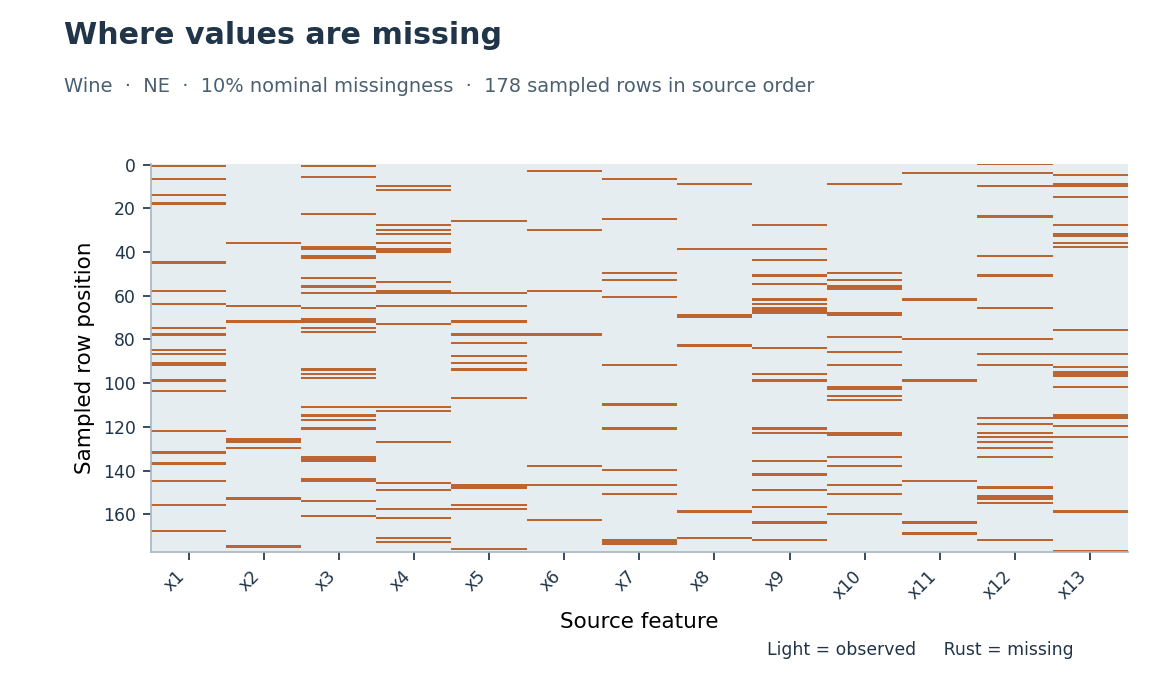 Where values are missing
Wine · NE · 10% nominal missingness · 178 sampled rows in source order
Sampled row position
0
20
40
60
80
100
120
140
160
x1 x2 x3 x4 x5 x6 x7 x8 x9 x10 x11 x12 x13
Source feature
Light = observed Rust = missing